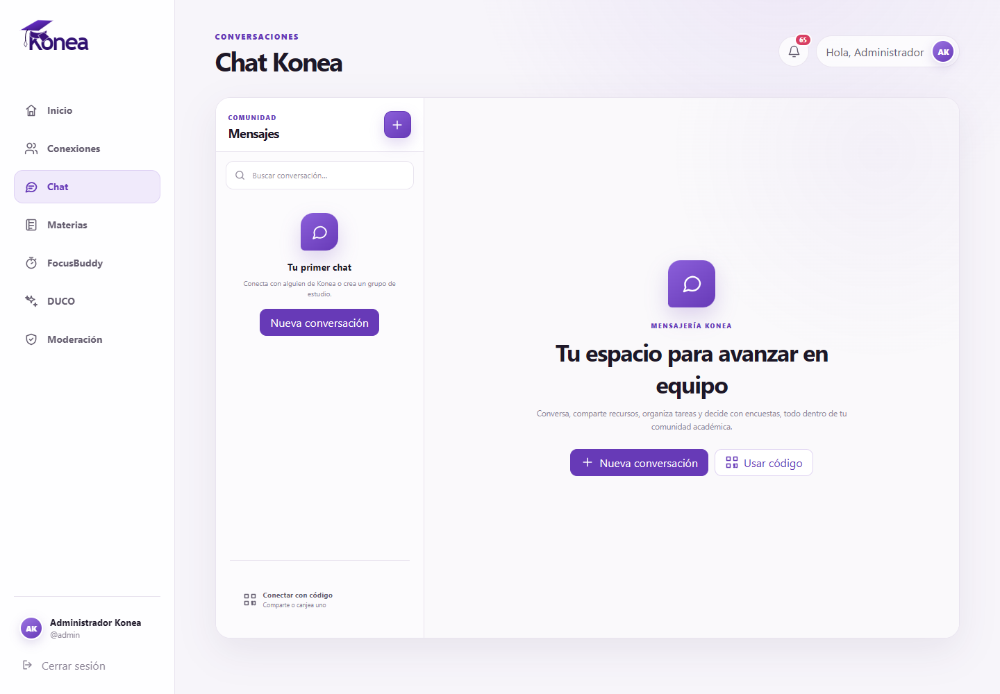 Konea
Inicio
Conexiones
Chat
Materias
FocusBuddy
DUCO
Moderación
AK
Administrador Konea
@admin
Cerrar sesión
CONVERSACIONES
Chat Konea
65
Hola, Administrador
AK
COMUNIDAD
Mensajes
Buscar conversación...
Tu primer chat
Conecta con alguien de Konea o crea un grupo de
estudio.
Nueva conversación
Conectar con código
Comparte o canjea uno
MENSAJERÍA KONEA
Tu espacio para avanzar en
equipo
Conversa, comparte recursos, organiza tareas y decide con encuestas, todo dentro de tu
comunidad académica.
Nueva conversación
Usar código